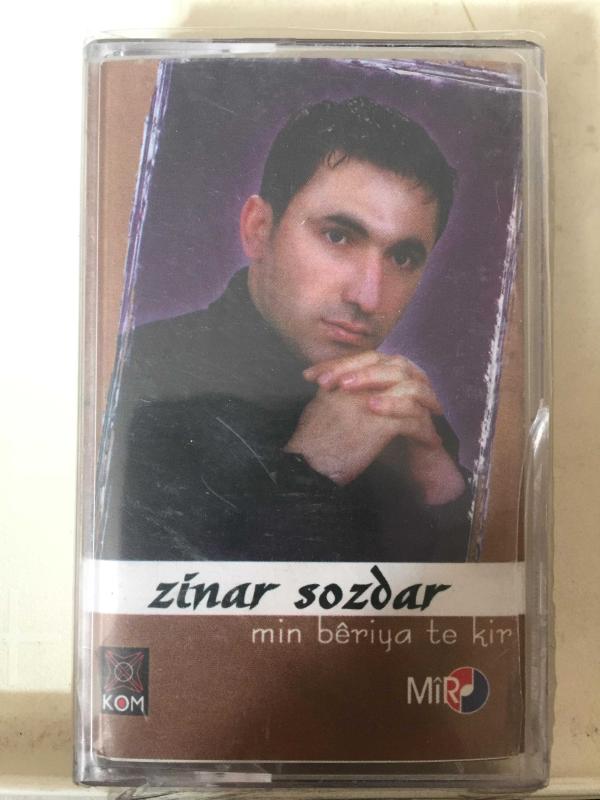 zinar sozdar
min bêriya te kir
KOM
MîR